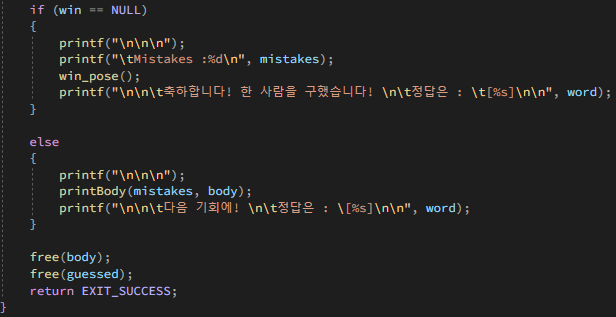 if (win == NULL)
{
printf("\n\n\n");
printf("\tMistakes :%d\n", mistakes);
win_pose();
printf("\n\n\t축하합니다! 한 사람을 구했습니다! \n\t정답은 : \t[%s]\n\n", word);
}
else
{
printf("\n\n\n");
printBody(mistakes, body);
printf("\n\n\t다음 기회에! \n\t정답은 : \[%s]\n\n", word);
}
free(body);
free(guessed);
return EXIT_SUCCESS;
}